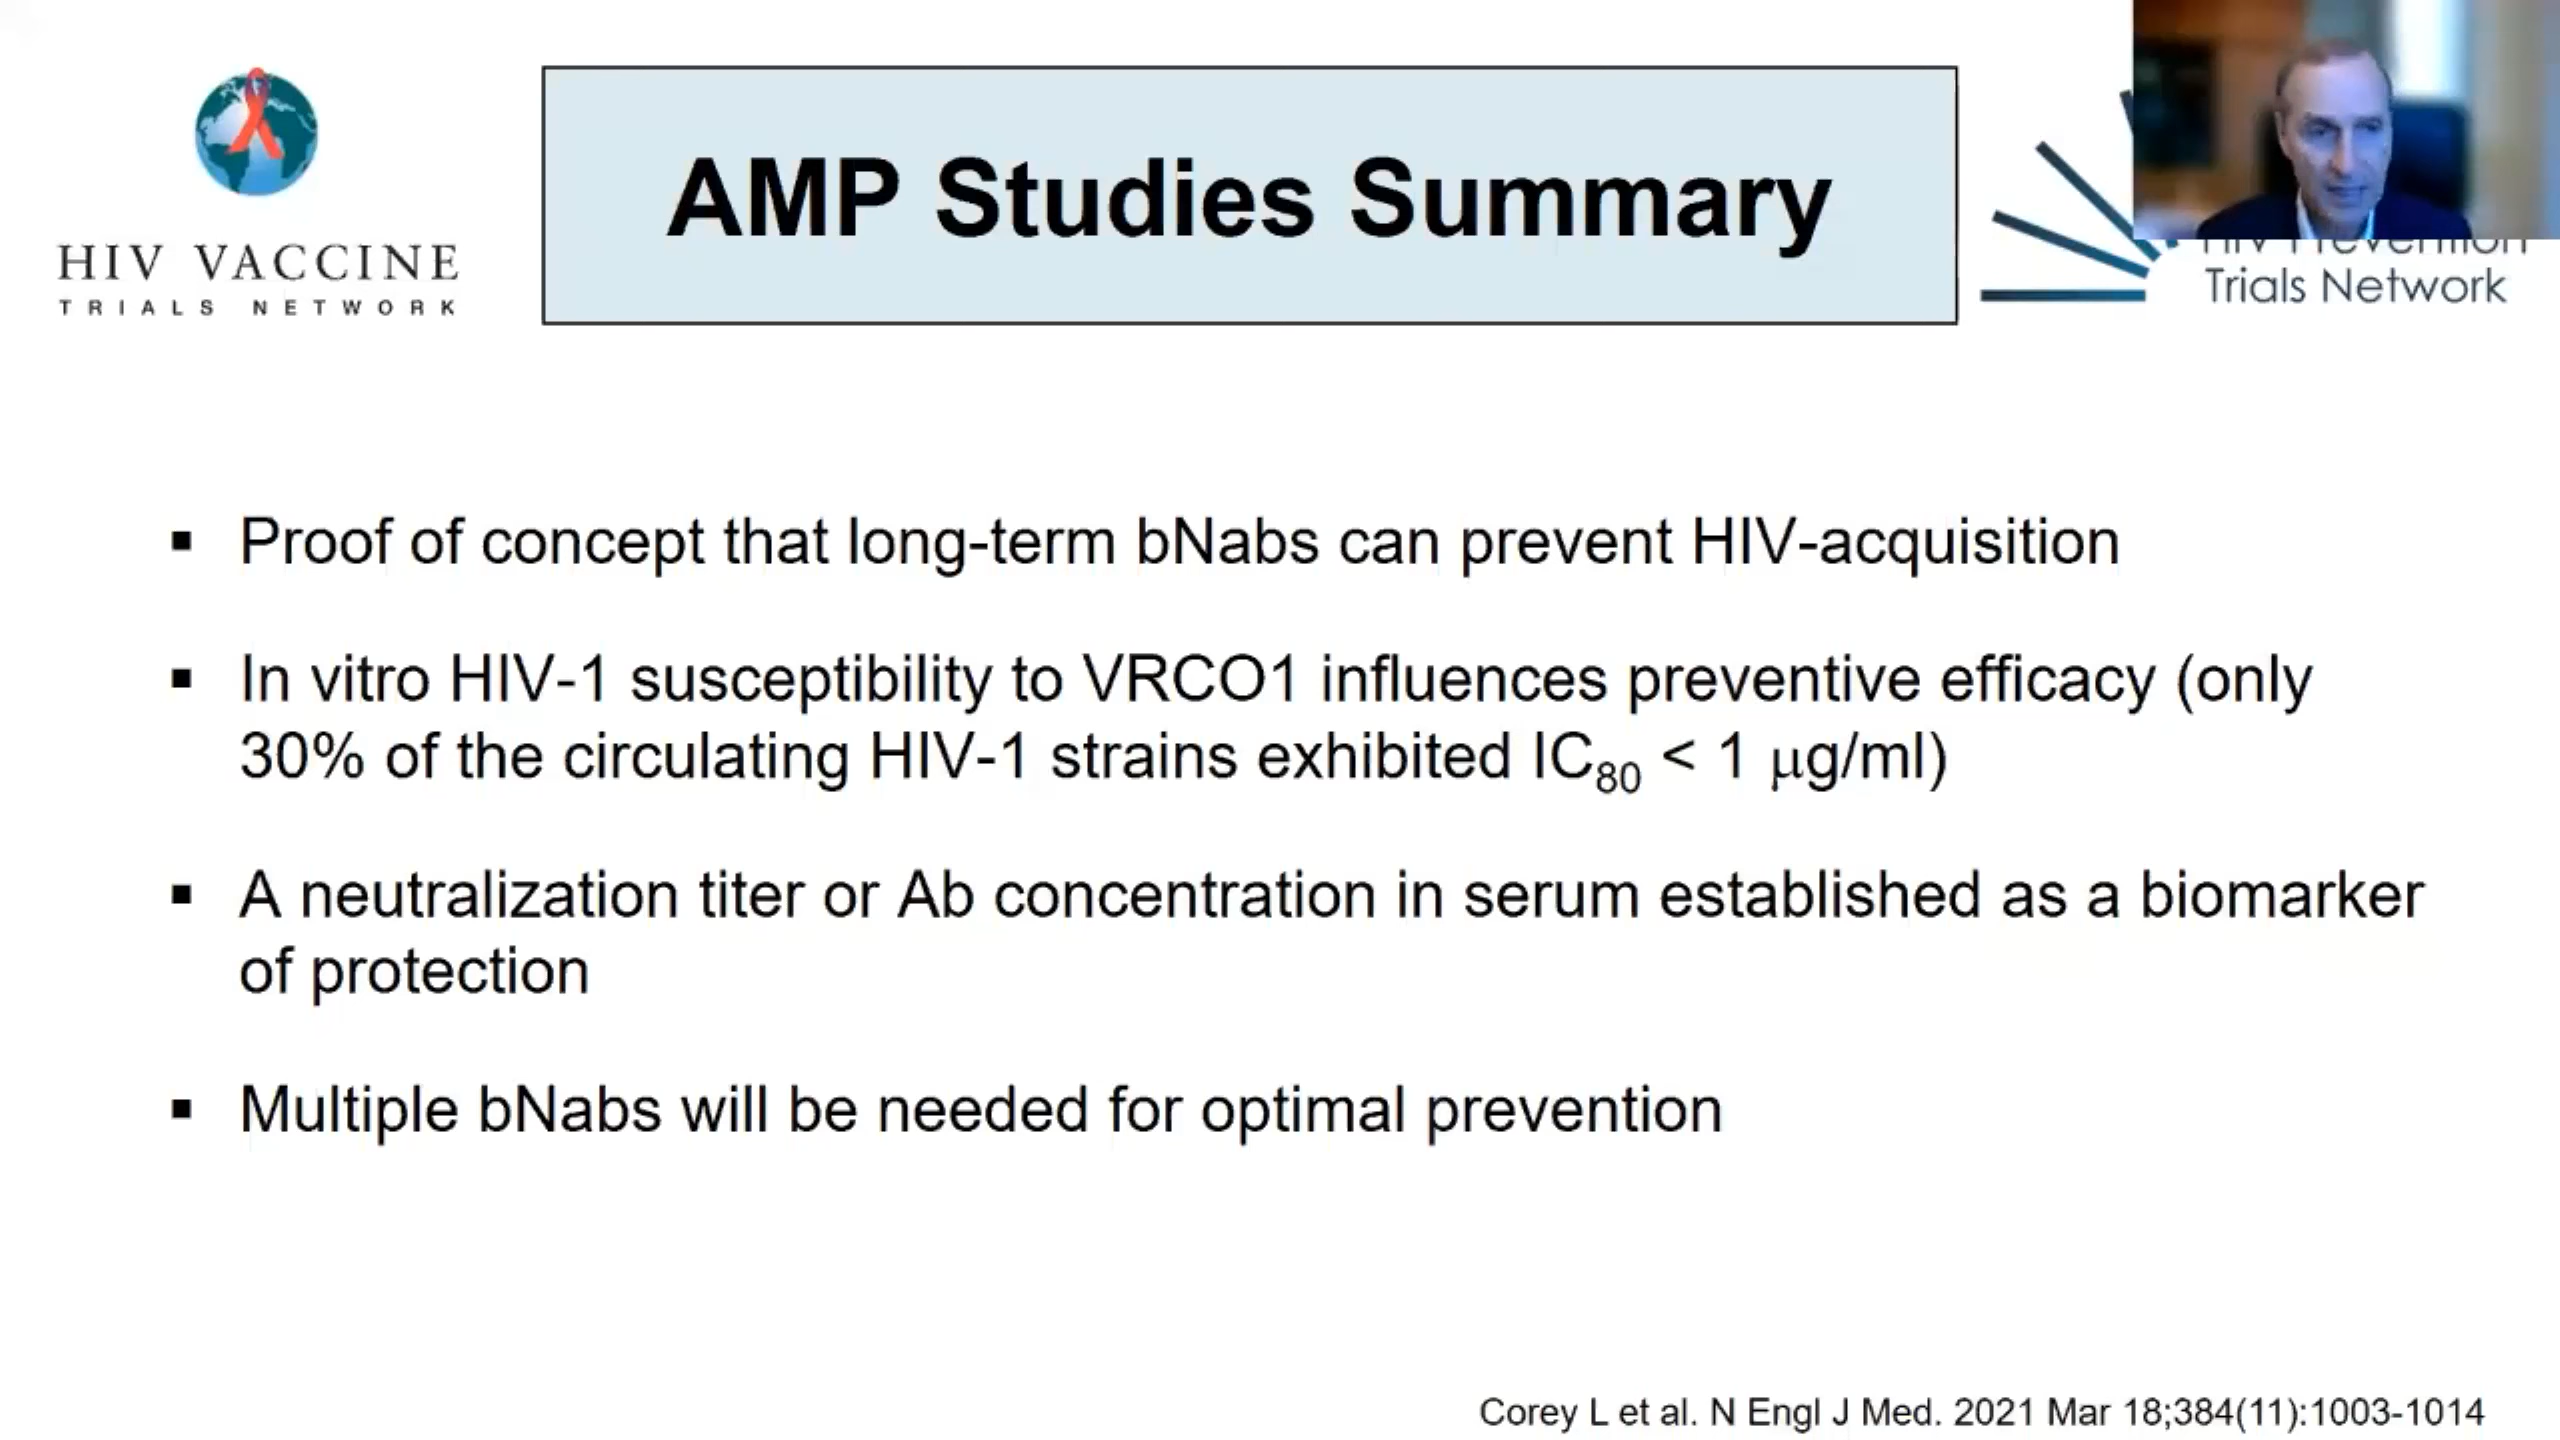 HIV VACCINE
TRIALS NETWORK
AMP Studies Summary
HIV Prevention
Trials Network
▪ Proof of concept that long-term bNabs can prevent HIV-acquisition
▪ In vitro HIV-1 susceptibility to VRCO1 influences preventive efficacy (only
30% of the circulating HIV-1 strains exhibited IC₈₀ < 1 μg/ml)
▪ A neutralization titer or Ab concentration in serum established as a biomarker
of protection
▪ Multiple bNabs will be needed for optimal prevention
Corey L et al. N Engl J Med. 2021 Mar 18;384(11):1003-1014